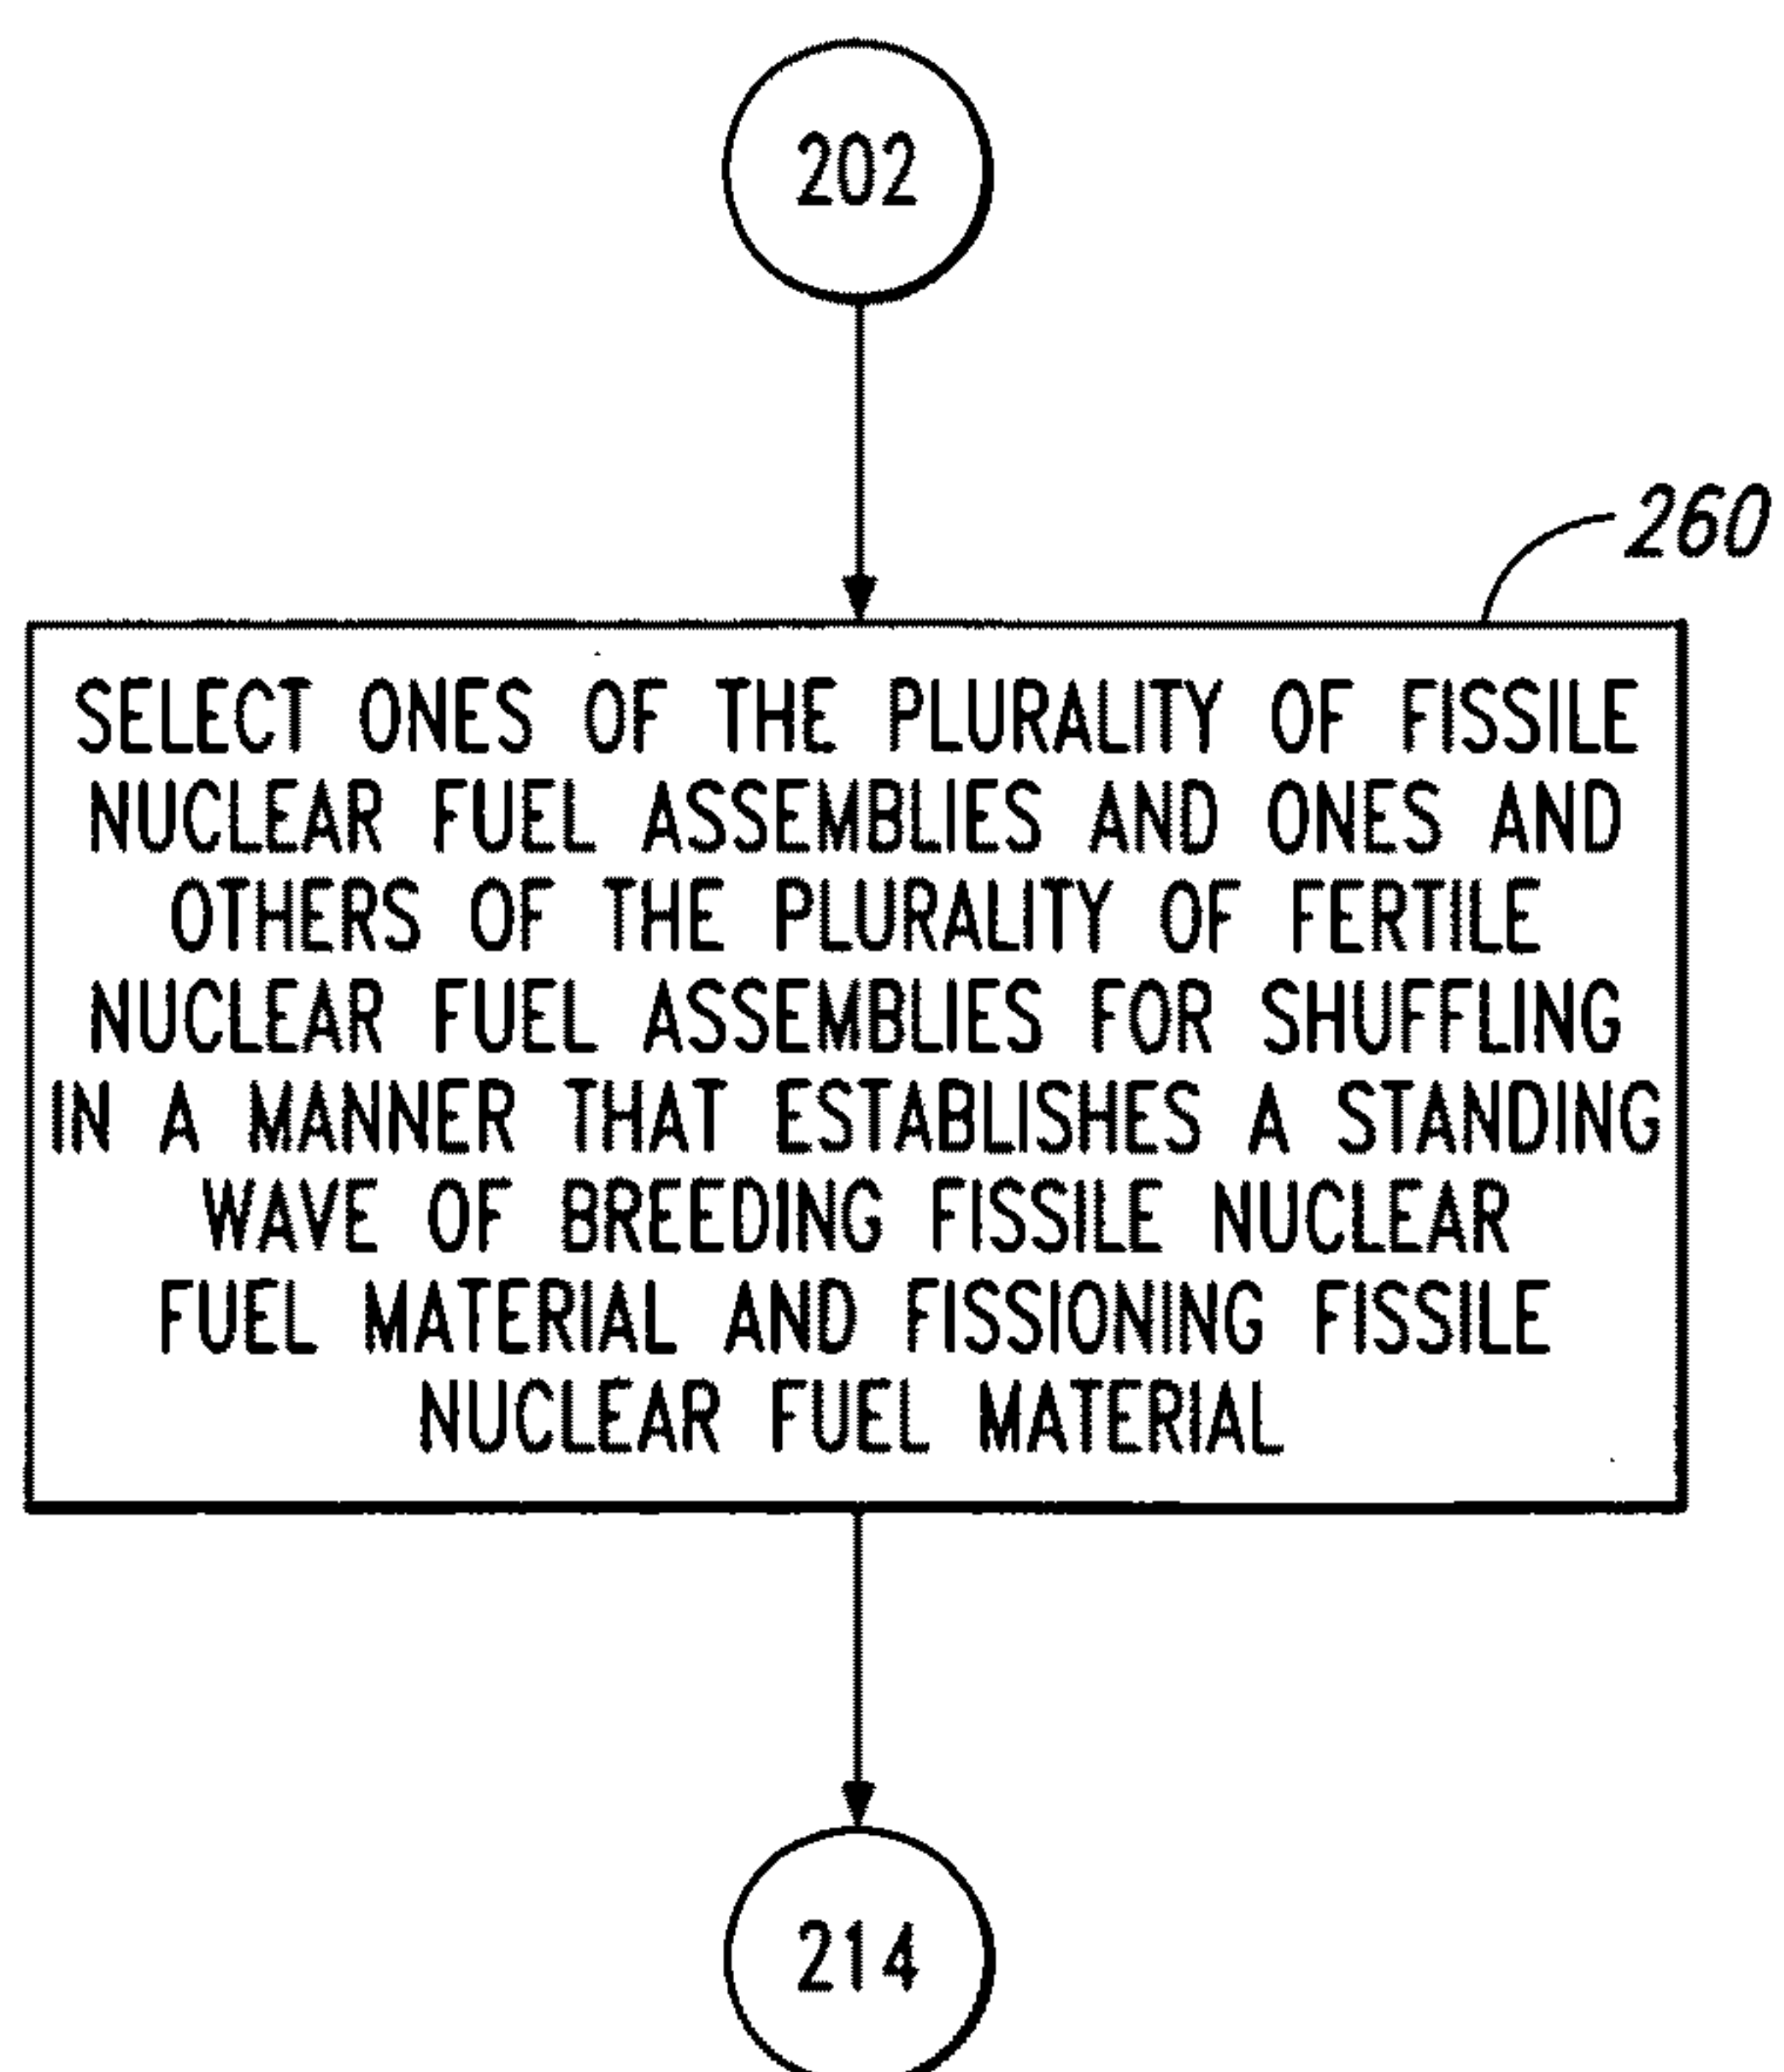 202
260
SELECT ONES OF THE PLURALITY OF FISSILE
NUCLEAR FUEL ASSEMBLIES AND ONES AND
OTHERS OF THE PLURALITY OF FERTILE
NUCLEAR FUEL ASSEMBLIES FOR SHUFFLING
IN A MANNER THAT ESTABLISHES A STANDING
WAVE OF BREEDING FISSILE NUCLEAR
FUEL MATERIAL AND FISSIONING FISSILE
NUCLEAR FUEL MATERIAL
214